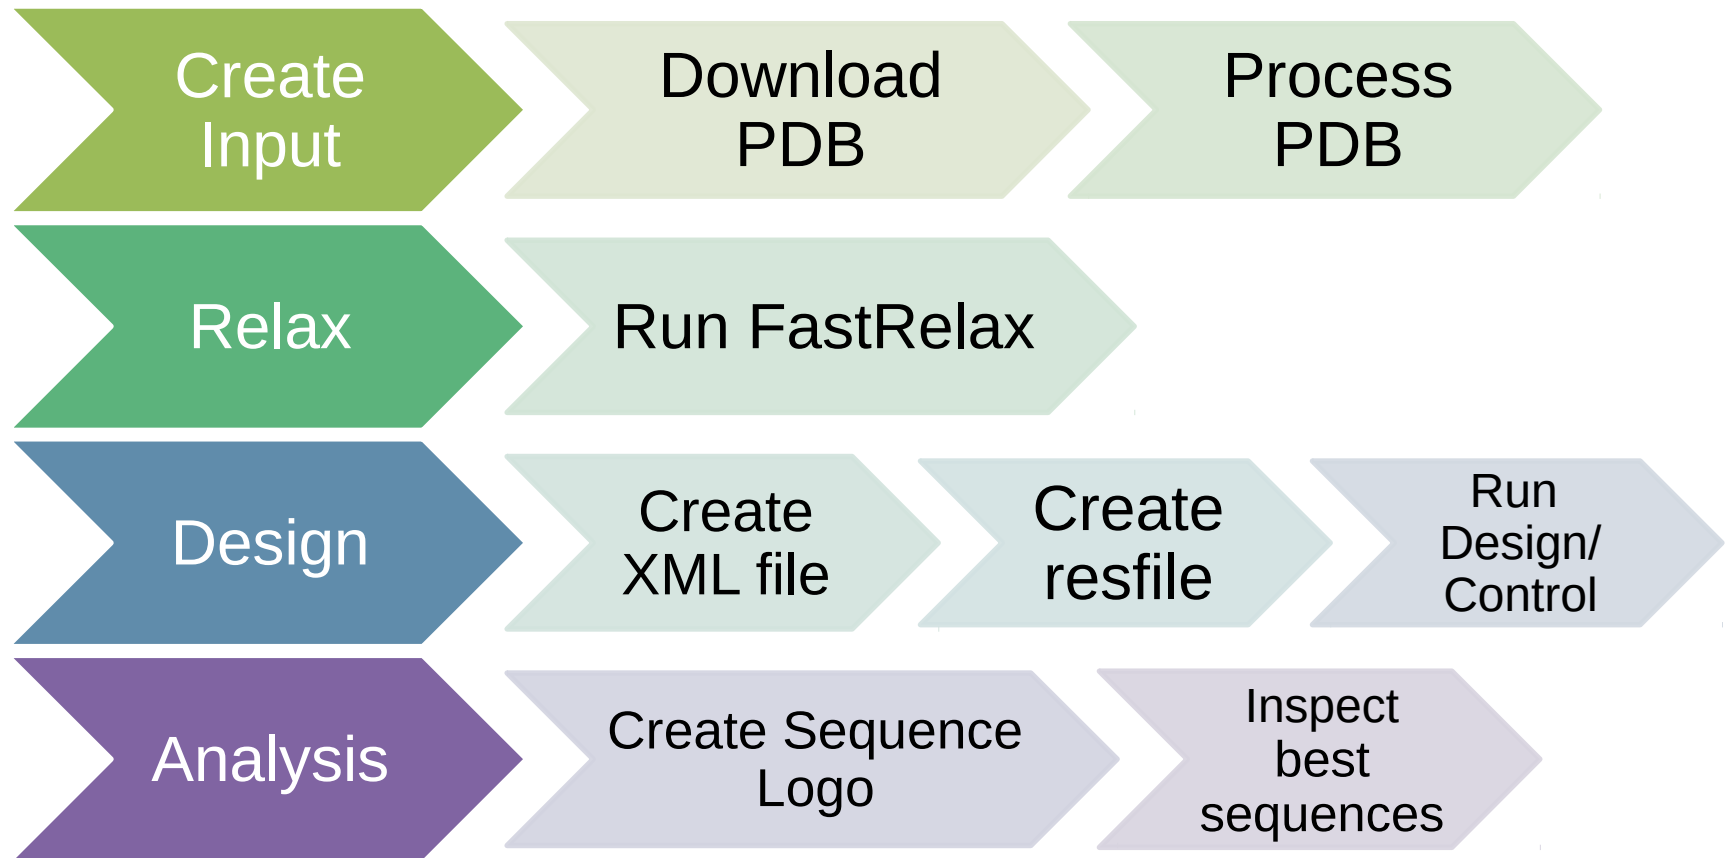 Create
Input
Download
PDB
Process
PDB
Relax
Run FastRelax
Design
Create
XML file
Create
resfile
Run
Design/
Control
Analysis
Create Sequence
Logo
Inspect
best
sequences